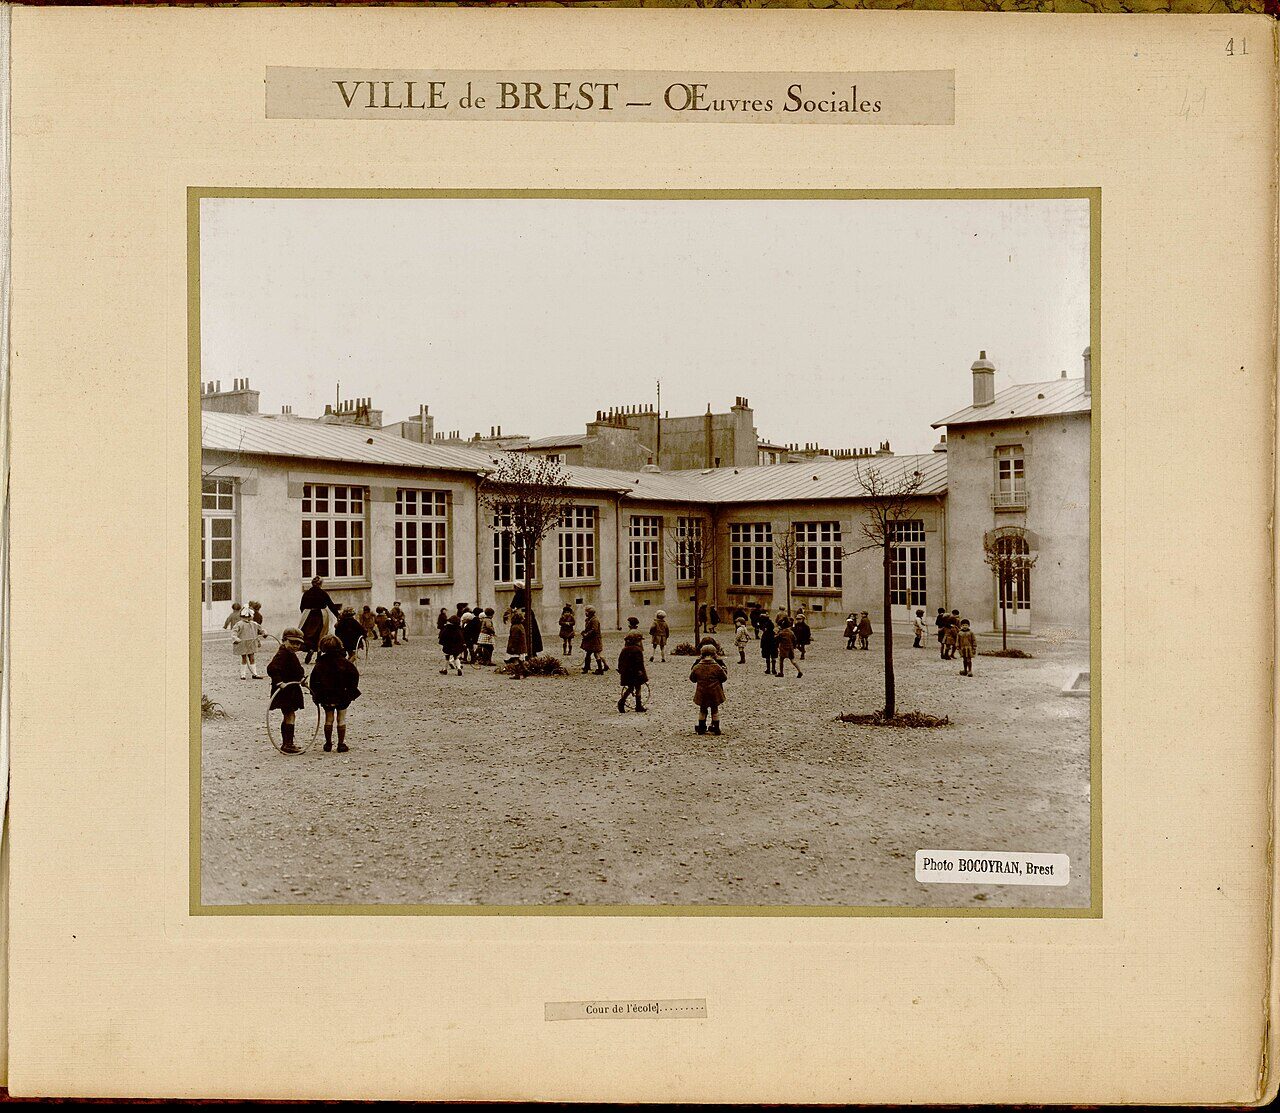 41
VILLE de BREST – Œuvres Sociales
Photo BOCOYRAN, Brest
Cour de l'école.........